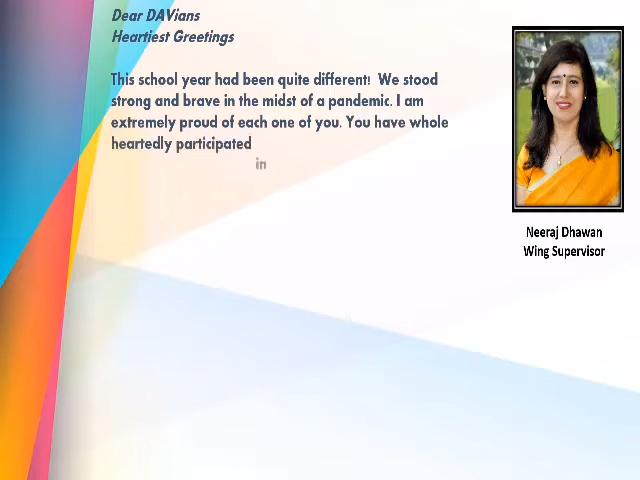 Dear DAVians
Heartiest Greetings
This school year had been quite different!  We stood
strong and brave in the midst of a pandemic. I am
extremely proud of each one of you. You have whole
heartedly participated
in
Neeraj Dhawan
Wing Supervisor